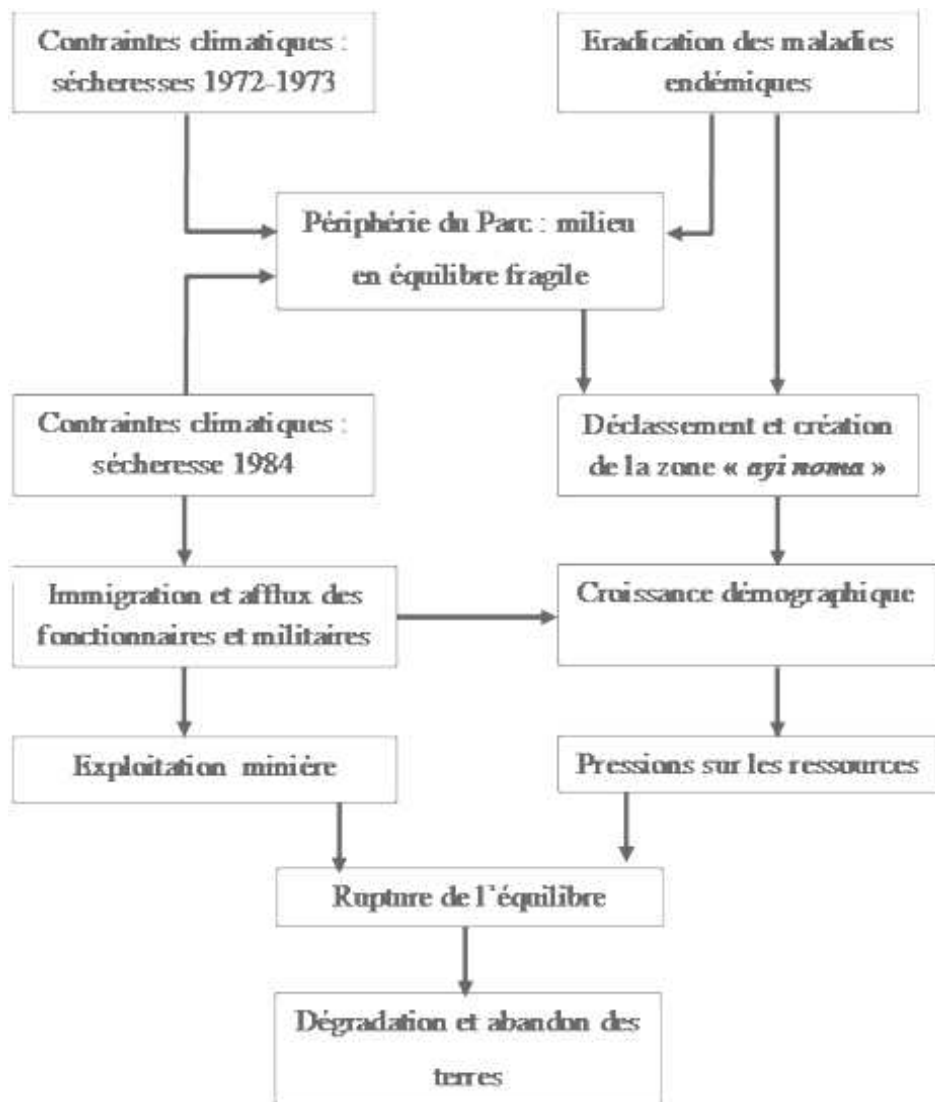 Contraintes climatiques :
sécheresses 1972-1973
Eradication des maladies
endémiques
Périphérie du Parc : milieu
en équilibre fragile
Contraintes climatiques :
sécheresse 1984
Déclassement et création
de la zone « ayi noma »
Immigration et afflux des
fonctionnaires et militaires
Croissance démographique
Exploitation minière
Pressions sur les ressources
Rupture de l'équilibre
Dégradation et abandon des
terres